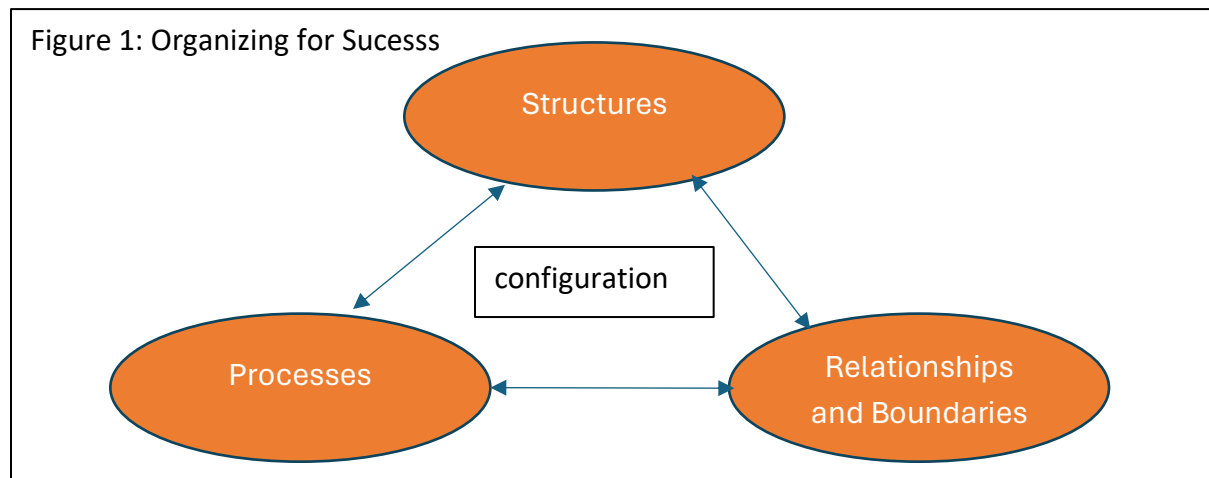 Figure 1: Organizing for Sucesss
Structures
configuration
Processes
Relationships
and Boundaries